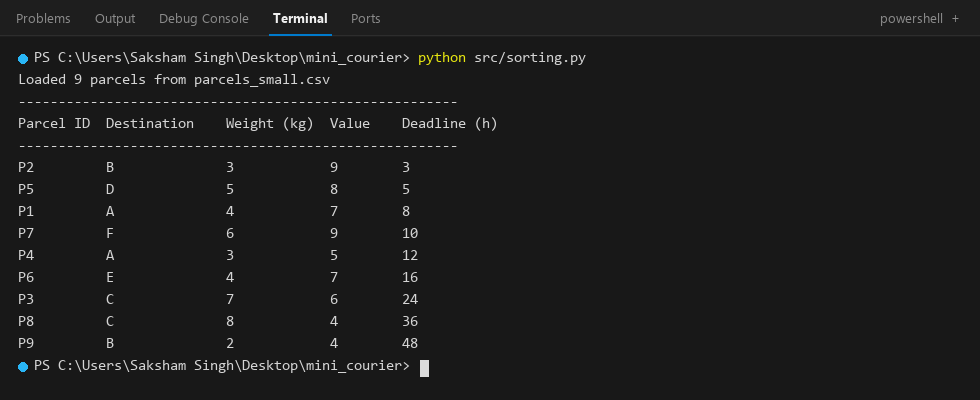 Problems Output Debug Console Terminal Ports powershell +
PS C:\Users\Saksham Singh\Desktop\mini_courier> python src/sorting.py
Loaded 9 parcels from parcels_small.csv
-------------------------------------------------------
Parcel ID  Destination    Weight (kg)  Value    Deadline (h)
-------------------------------------------------------
P2         B              3            9        3
P5         D              5            8        5
P1         A              4            7        8
P7         F              6            9        10
P4         A              3            5        12
P6         E              4            7        16
P3         C              7            6        24
P8         C              8            4        36
P9         B              2            4        48
PS C:\Users\Saksham Singh\Desktop\mini_courier>